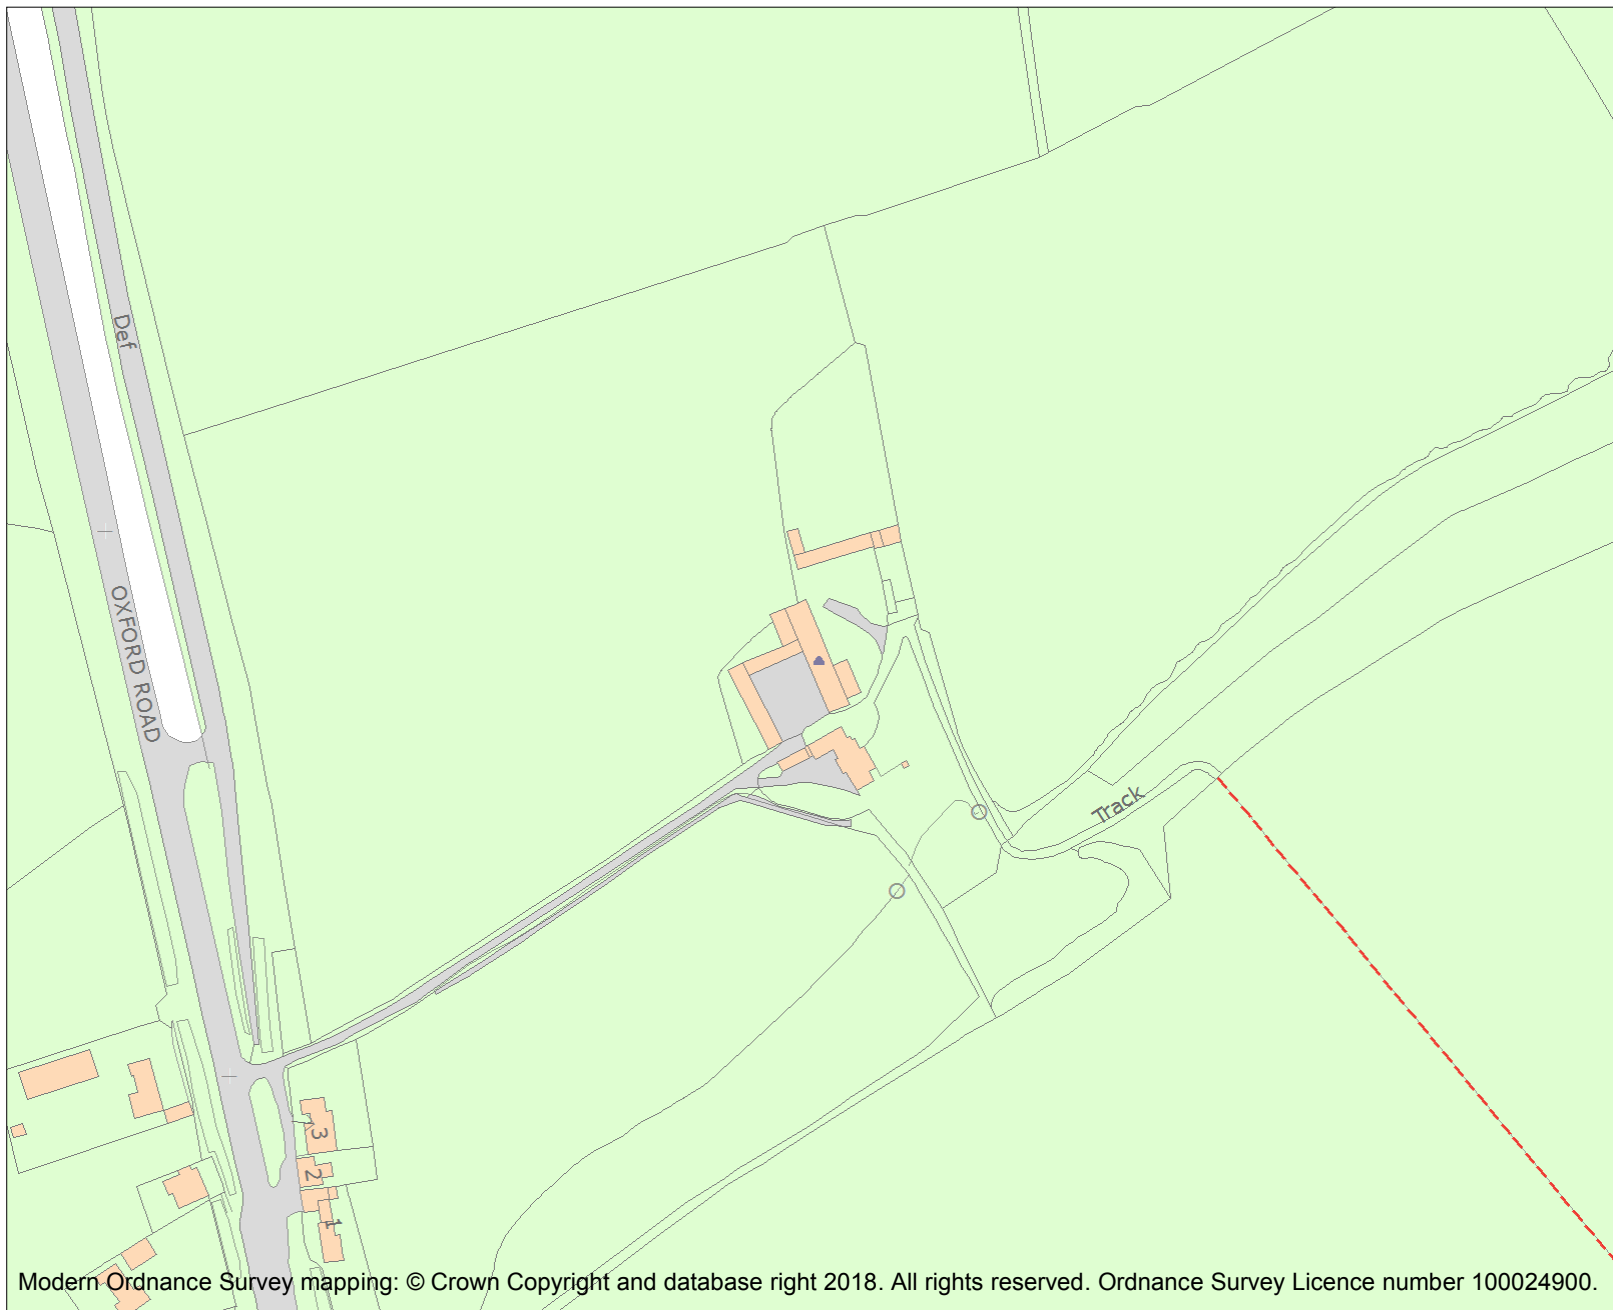 Def
OXFORD ROAD
Track
3
2
1
Modern Ordnance Survey mapping: © Crown Copyright and database right 2018. All rights reserved. Ordnance Survey Licence number 100024900.